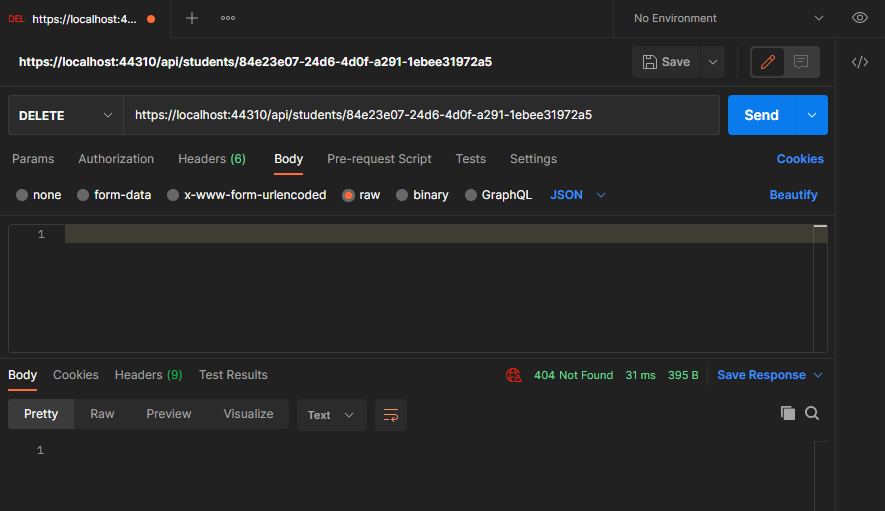 DEL https://localhost:44... No Environment
https://localhost:44310/api/students/84e23e07-24d6-4d0f-a291-1ebee31972a5 Save
DELETE https://localhost:44310/api/students/84e23e07-24d6-4d0f-a291-1ebee31972a5 Send
Params Authorization Headers (6) Body Pre-request Script Tests Settings Cookies
none form-data x-www-form-urlencoded raw binary GraphQL JSON Beautify
1
Body Cookies Headers (9) Test Results 404 Not Found 31 ms 395 B Save Response
Pretty Raw Preview Visualize Text
1